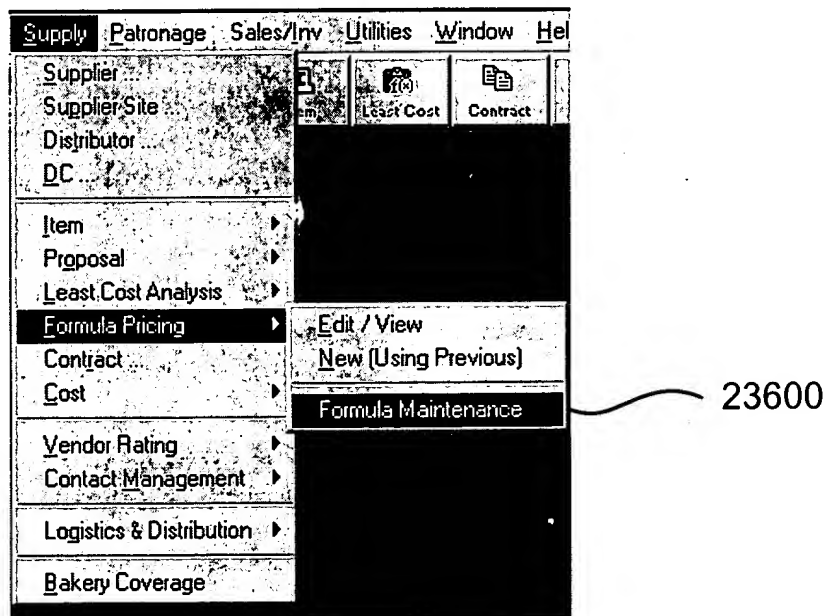 Supply Patronage Sales/Inv Utilities Window Hel
Supplier ...
Supplier Site ...
Distributor ...
DC ...
em
f(x)
Least Cost
Contract
Item
Proposal
Least Cost Analysis
Formula Pricing
Contract ...
Cost
Edit / View
New (Using Previous)
Formula Maintenance
23600
Vendor Rating
Contact Management
Logistics & Distribution
Bakery Coverage